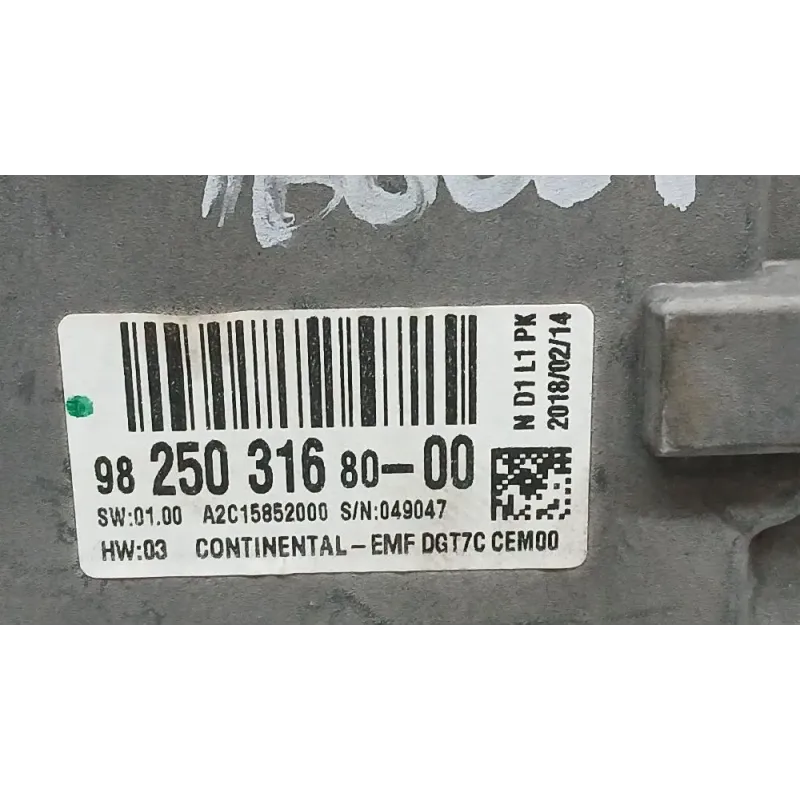 98 250 316 80-00
SW:01.00 A2C15852000 S/N:049047
HW:03 CONTINENTAL-EMF DGT7C CEM00
N D1 L1 PK
2018/02/14